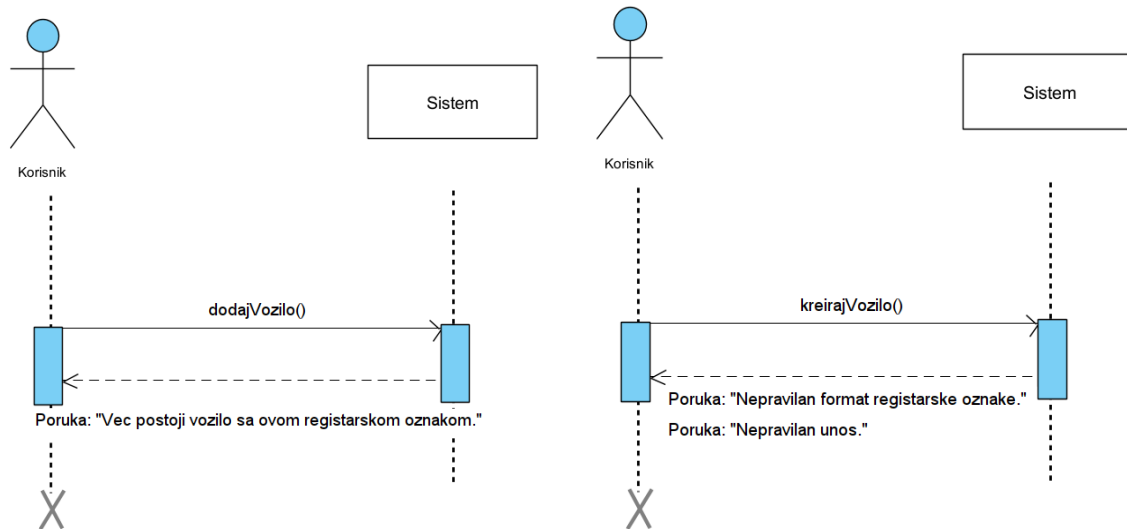 Sistem
Korisnik
dodajVozilo()
Poruka: "Vec postoji vozilo sa ovom registarskom oznakom."
Sistem
Korisnik
kreirajVozilo()
Poruka: "Nepravilan format registarske oznake."
Poruka: "Nepravilan unos."